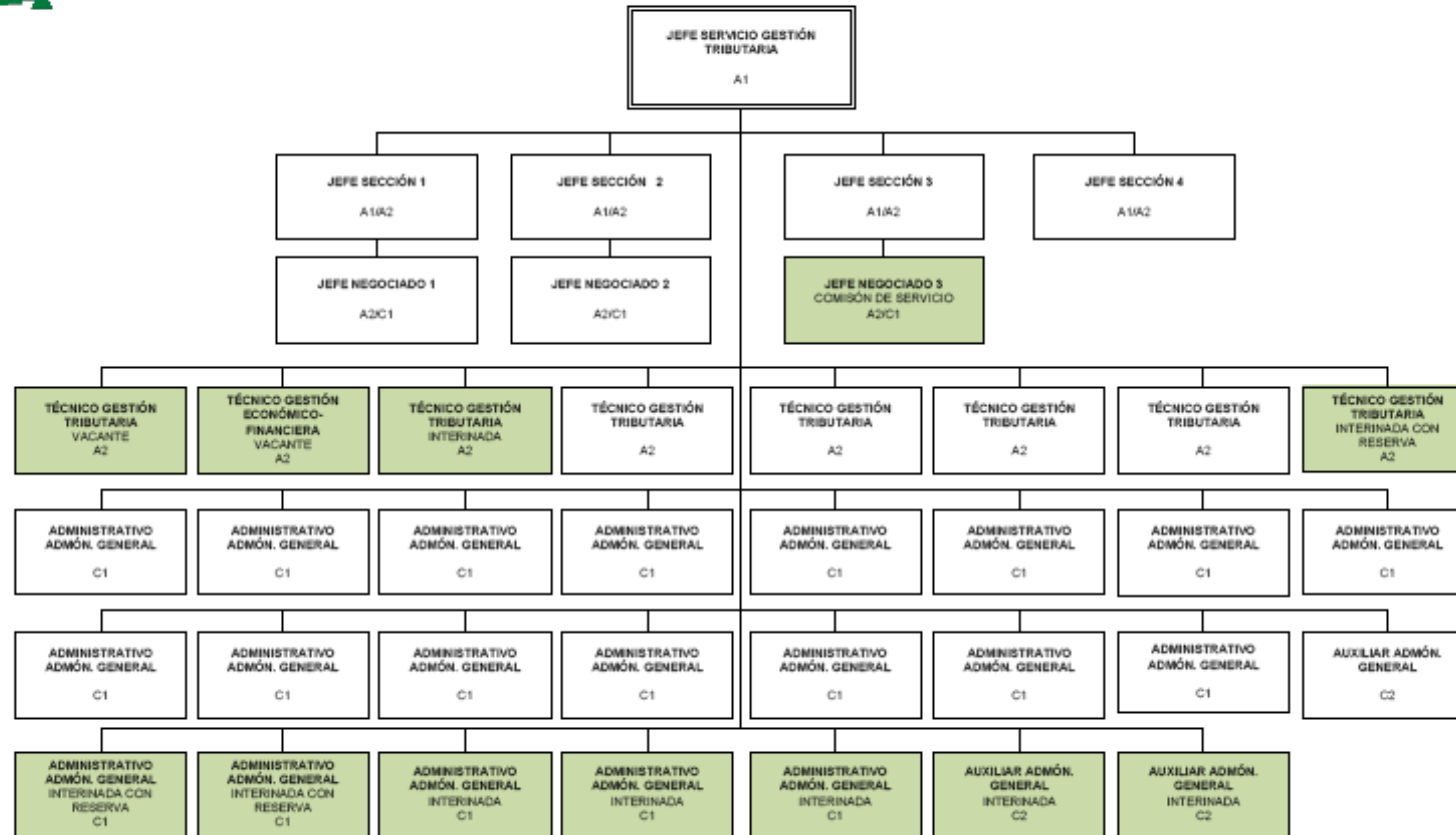 JEFE SERVICIO GESTIÓN
TRIBUTARIA
A1
JEFE SECCIÓN 1
A1/A2
JEFE SECCIÓN 2
A1/A2
JEFE SECCIÓN 3
A1/A2
JEFE SECCIÓN 4
A1/A2
JEFE NEGOCIADO 1
A2/C1
JEFE NEGOCIADO 2
A2/C1
JEFE NEGOCIADO 3
COMISÓN DE SERVICIO
A2/C1
TÉCNICO GESTIÓN
TRIBUTARIA
VACANTE
A2
TÉCNICO GESTIÓN
ECONÓMICO-
FINANCIERA
VACANTE
A2
TÉCNICO GESTIÓN
TRIBUTARIA
INTERINADA
A2
TÉCNICO GESTIÓN
TRIBUTARIA
A2
TÉCNICO GESTIÓN
TRIBUTARIA
A2
TÉCNICO GESTIÓN
TRIBUTARIA
A2
TÉCNICO GESTIÓN
TRIBUTARIA
A2
TÉCNICO GESTIÓN
TRIBUTARIA
INTERINADA CON
RESERVA
A2
ADMINISTRATIVO
ADMÓN. GENERAL
C1
ADMINISTRATIVO
ADMÓN. GENERAL
C1
ADMINISTRATIVO
ADMÓN. GENERAL
C1
ADMINISTRATIVO
ADMÓN. GENERAL
C1
ADMINISTRATIVO
ADMÓN. GENERAL
C1
ADMINISTRATIVO
ADMÓN. GENERAL
C1
ADMINISTRATIVO
ADMÓN. GENERAL
C1
ADMINISTRATIVO
ADMÓN. GENERAL
C1
ADMINISTRATIVO
ADMÓN. GENERAL
C1
ADMINISTRATIVO
ADMÓN. GENERAL
C1
ADMINISTRATIVO
ADMÓN. GENERAL
C1
ADMINISTRATIVO
ADMÓN. GENERAL
C1
ADMINISTRATIVO
ADMÓN. GENERAL
C1
ADMINISTRATIVO
ADMÓN. GENERAL
C1
ADMINISTRATIVO
ADMÓN. GENERAL
C1
AUXILIAR ADMÓN.
GENERAL
C2
ADMINISTRATIVO
ADMÓN. GENERAL
INTERINADA CON
RESERVA
C1
ADMINISTRATIVO
ADMÓN. GENERAL
INTERINADA CON
RESERVA
C1
ADMINISTRATIVO
ADMÓN. GENERAL
INTERINADA
C1
ADMINISTRATIVO
ADMÓN. GENERAL
INTERINADA
C1
ADMINISTRATIVO
ADMÓN. GENERAL
INTERINADA
C1
AUXILIAR ADMÓN.
GENERAL
INTERINADA
C2
AUXILIAR ADMÓN.
GENERAL
INTERINADA
C2